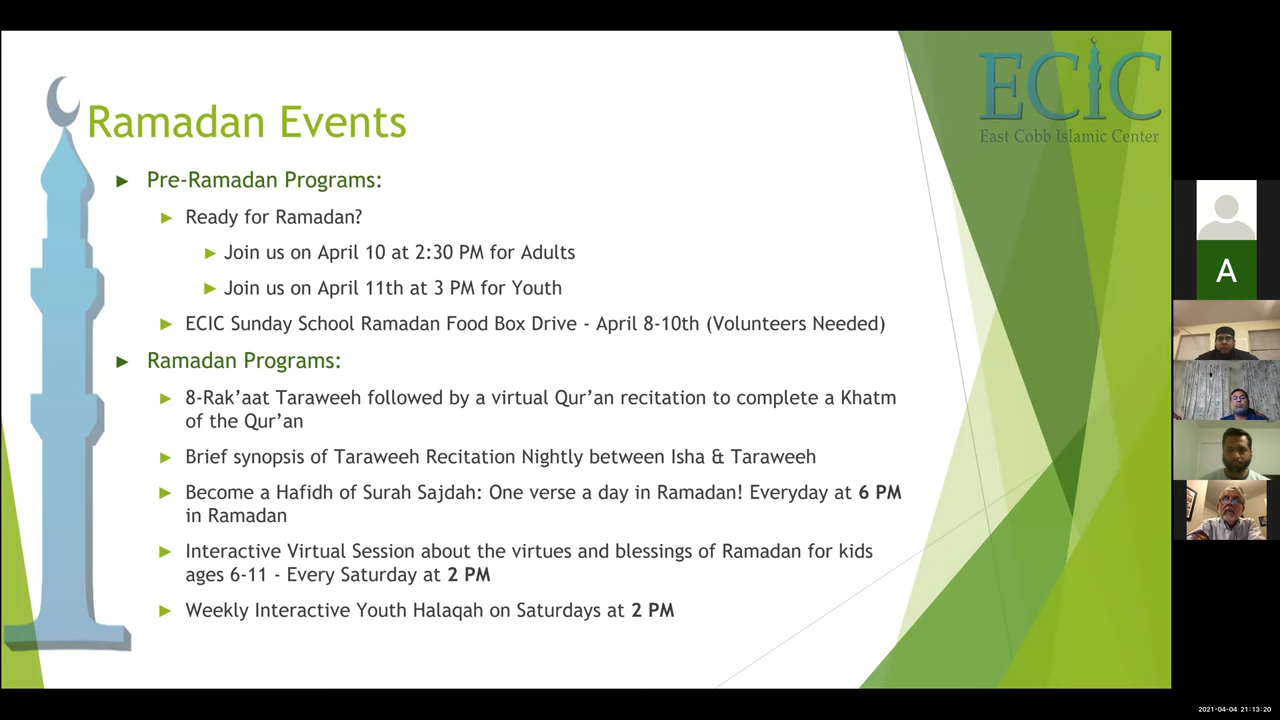 ECIC
East Cobb Islamic Center
Ramadan Events
Pre-Ramadan Programs:
Ready for Ramadan?
Join us on April 10 at 2:30 PM for Adults
Join us on April 11th at 3 PM for Youth
ECIC Sunday School Ramadan Food Box Drive - April 8-10th (Volunteers Needed)
Ramadan Programs:
8-Rak’aat Taraweeh followed by a virtual Qur’an recitation to complete a Khatm
of the Qur’an
Brief synopsis of Taraweeh Recitation Nightly between Isha & Taraweeh
Become a Hafidh of Surah Sajdah: One verse a day in Ramadan! Everyday at 6 PM
in Ramadan
Interactive Virtual Session about the virtues and blessings of Ramadan for kids
ages 6-11 - Every Saturday at 2 PM
Weekly Interactive Youth Halaqah on Saturdays at 2 PM
A
2021-04-04 21:13:20